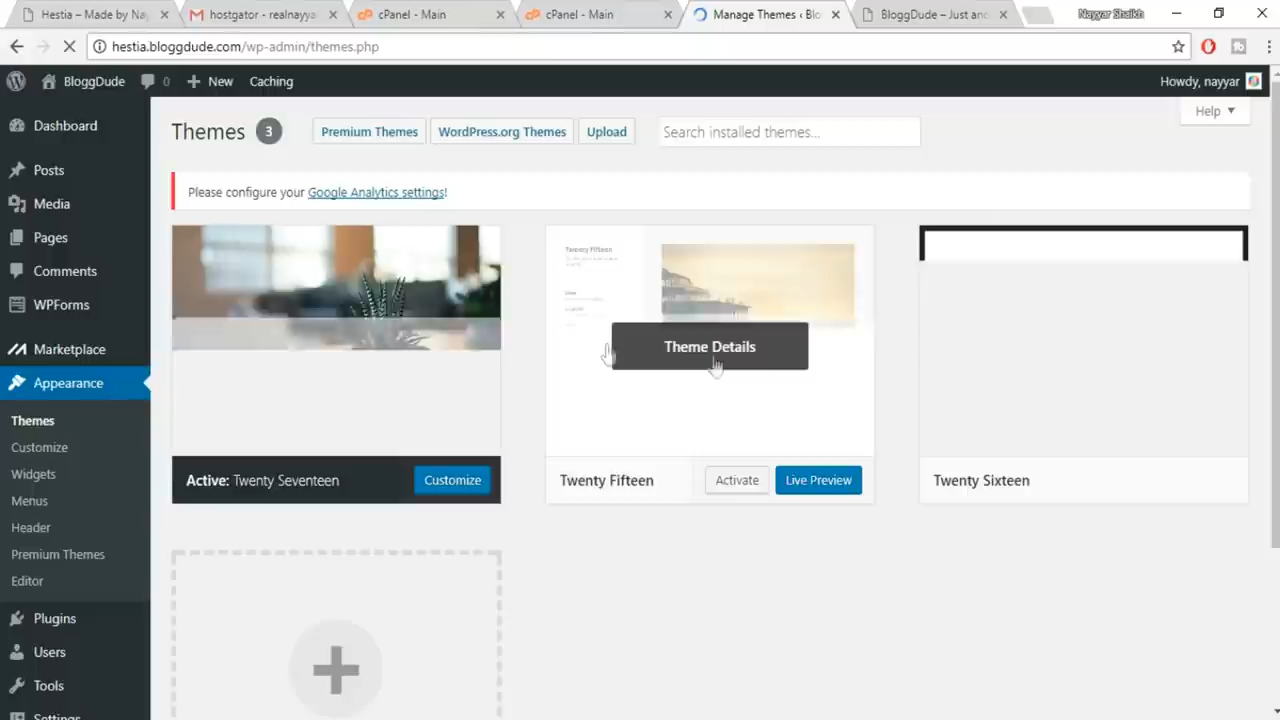 Hestia – Made by Nay
hostgator - realnayya
cPanel - Main
cPanel - Main
Manage Themes ‹ Blo
BloggDude – Just and
Nayyar Shaikh
hestia.bloggdude.com/wp-admin/themes.php
BloggDude
0
New
Caching
Howdy, nayyar
Help
Dashboard
Posts
Media
Pages
Comments
WPForms
Marketplace
Appearance
Themes
Customize
Widgets
Menus
Header
Premium Themes
Editor
Plugins
Users
Tools
Settings
Themes 3
Premium Themes
WordPress.org Themes
Upload
Search installed themes...
Please configure your Google Analytics settings!
Active: Twenty Seventeen
Customize
Twenty Fifteen
Theme Details
Twenty Fifteen
Activate
Live Preview
Twenty Sixteen